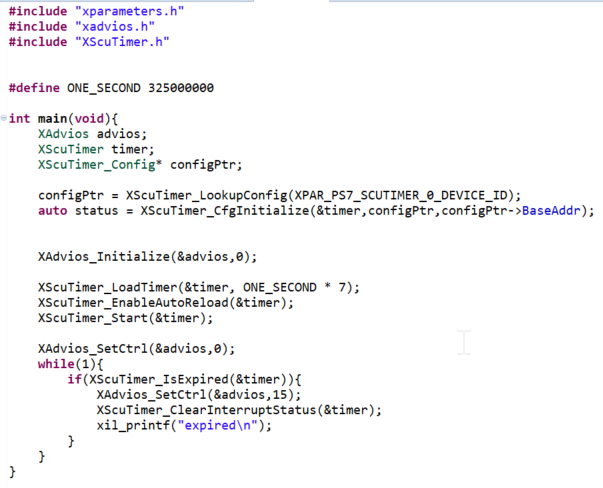 #include "xparameters.h"
#include "xadvios.h"
#include "XScuTimer.h"
#define ONE_SECOND 325000000
int main(void){
XAdvios advios;
XScuTimer timer;
XScuTimer_Config* configPtr;
configPtr = XScuTimer_LookupConfig(XPAR_PS7_SCUTIMER_0_DEVICE_ID);
auto status = XScuTimer_CfgInitialize(&timer,configPtr,configPtr->BaseAddr);
XAdvios_Initialize(&advios,0);
XScuTimer_LoadTimer(&timer, ONE_SECOND * 7);
XScuTimer_EnableAutoReload(&timer);
XScuTimer_Start(&timer);
XAdvios_SetCtrl(&advios,0);
while(1){
if(XScuTimer_IsExpired(&timer)){
XAdvios_SetCtrl(&advios,15);
XScuTimer_ClearInterruptStatus(&timer);
xil_printf("expired\n");
}
}
}